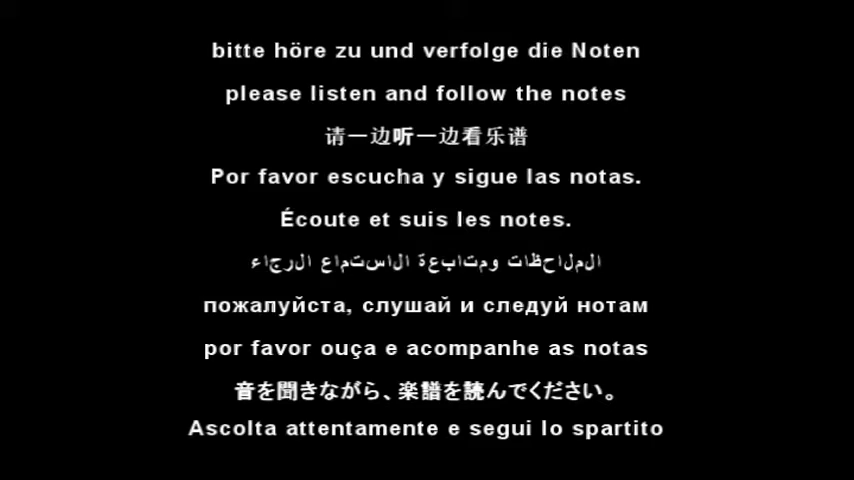 bitte höre zu und verfolge die Noten
please listen and follow the notes
请一边听一边看乐谱
Por favor escucha y sigue las notas.
Écoute et suis les notes.
الملاحظات ومتابعة الاستماع الرجاء
пожалуйста, слушай и следуй нотам
por favor ouça e acompanhe as notas
音を聞きながら、楽譜を読んでください。
Ascolta attentamente e segui lo spartito